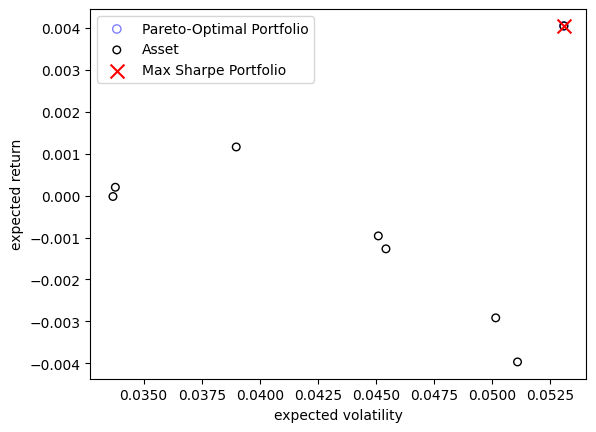 Pareto-Optimal Portfolio
Asset
Max Sharpe Portfolio
0.004
0.003
0.002
0.001
0.000
−0.001
−0.002
−0.003
−0.004
expected return
0.0350 0.0375 0.0400 0.0425 0.0450 0.0475 0.0500 0.0525
expected volatility